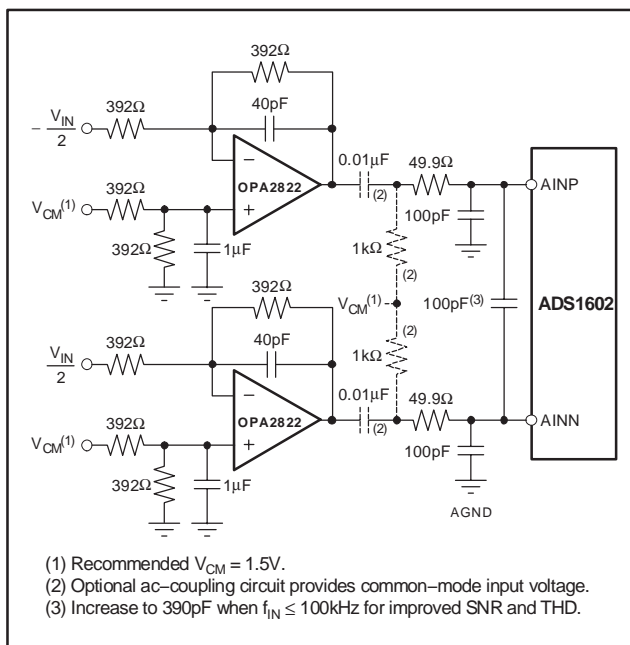 392Ω
40pF
392Ω
− V_IN
2
−
OPA2822
+
0.01µF
(2)
49.9Ω
AINP
392Ω
V_CM(1)
392Ω
1µF
1kΩ
(2)
100pF
392Ω
V_CM(1)
100pF(3)
ADS1602
40pF
(2)
1kΩ
392Ω
V_IN
2
−
OPA2822
+
0.01µF
(2)
49.9Ω
AINN
392Ω
V_CM(1)
392Ω
1µF
100pF
AGND
(1) Recommended V_CM = 1.5V.
(2) Optional ac−coupling circuit provides common−mode input voltage.
(3) Increase to 390pF when f_IN ≤ 100kHz for improved SNR and THD.